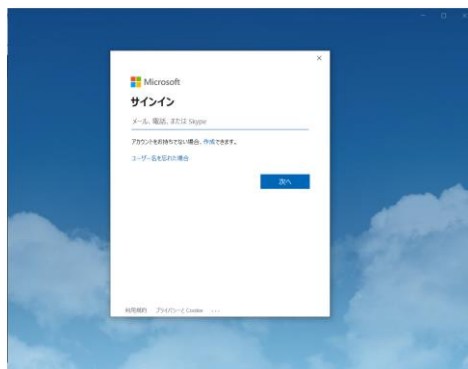 Microsoft
サインイン
メール、電話、または Skype
アカウントをお持ちでない場合、作成できます。
ユーザー名を忘れた場合
次へ
利用規約 プライバシーと Cookie ...